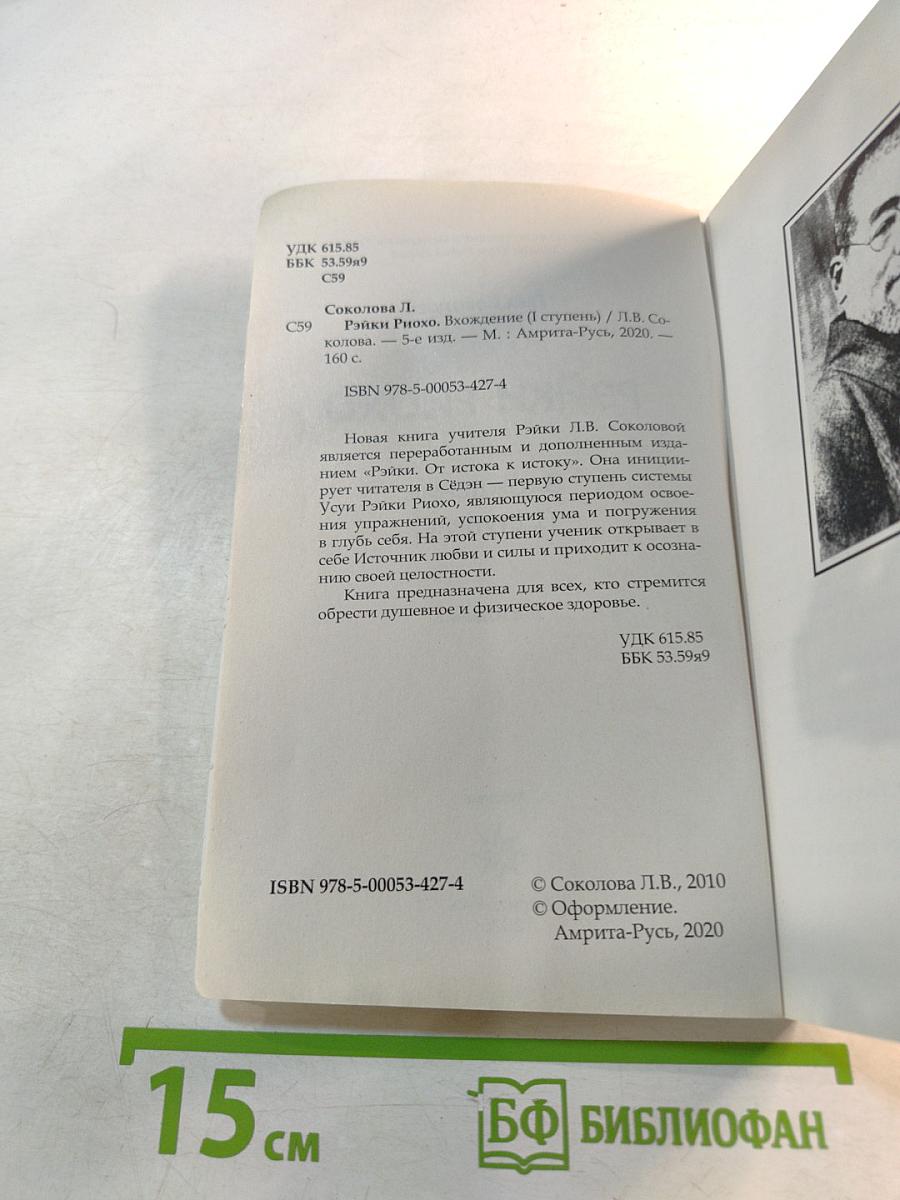 УДК 615.85
ББК 53.59я9
С59
Соколова Л.
С59 Рэйки Риохо. Вхождение (I ступень) / Л.В. Со-
колова. — 5-е изд. — М. : Амрита-Русь, 2020. —
160 с.
ISBN 978-5-00053-427-4
Новая книга учителя Рэйки Л.В. Соколовой
является переработанным и дополненным изда-
нием «Рэйки. От истока к истоку». Она иниции-
рует читателя в Сёдэн — первую ступень системы
Усуи Рэйки Риохо, являющуюся периодом освое-
ния упражнений, успокоения ума и погружения
в глубь себя. На этой ступени ученик открывает в
себе Источник любви и силы и приходит к осозна-
нию своей целостности.
Книга предназначена для всех, кто стремится
обрести душевное и физическое здоровье.
УДК 615.85
ББК 53.59я9
ISBN 978-5-00053-427-4
© Соколова Л.В., 2010
© Оформление.
Амрита-Русь, 2020
15 см
БФ БИБЛИОФАН